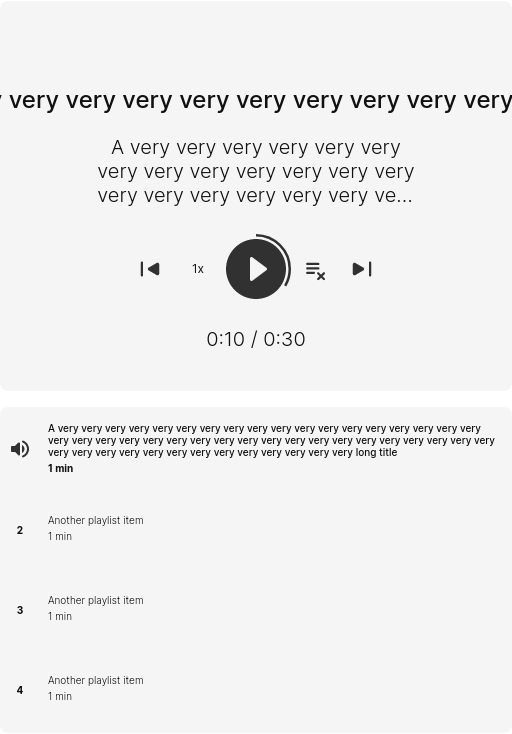 very very very very very very very very very
A very very very very very very
very very very very very very very
very very very very very very ve...
1x
0:10 / 0:30
A very very very very very very very very very very very very very very very very very very
very very very very very very very very very very very very very very very very very very very
very very very very very very very very very very very very very long title
1 min
2
Another playlist item
1 min
3
Another playlist item
1 min
4
Another playlist item
1 min